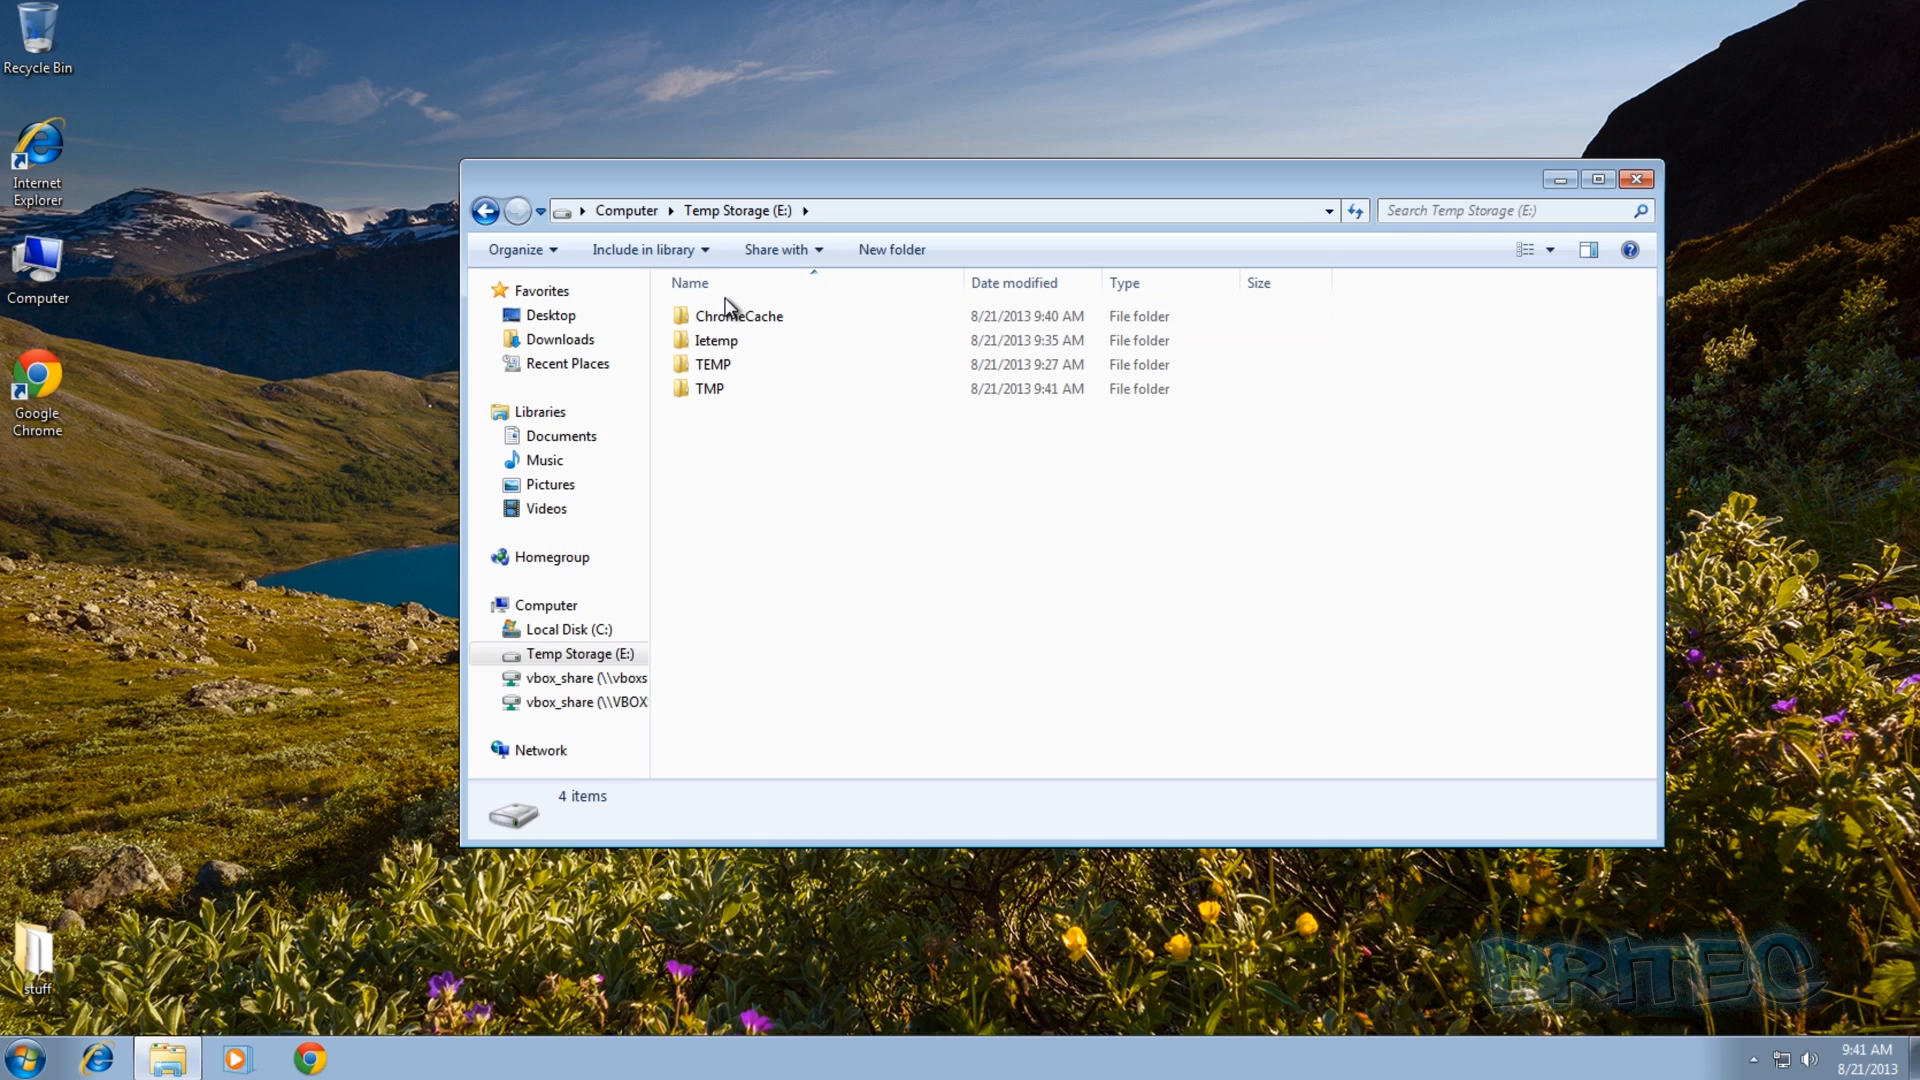 Recycle Bin
Internet
Explorer
Computer
Google
Chrome
stuff
Computer
Temp Storage (E:)
Search Temp Storage (E:)
Organize
Include in library
Share with
New folder
Name
Date modified
Type
Size
ChromeCache
8/21/2013 9:40 AM
File folder
Ietemp
8/21/2013 9:35 AM
File folder
TEMP
8/21/2013 9:27 AM
File folder
TMP
8/21/2013 9:41 AM
File folder
Favorites
Desktop
Downloads
Recent Places
Libraries
Documents
Music
Pictures
Videos
Homegroup
Computer
Local Disk (C:)
Temp Storage (E:)
vbox_share (\\vboxs
vbox_share (\\VBOX
Network
4 items
BRITEC
9:41 AM
8/21/2013